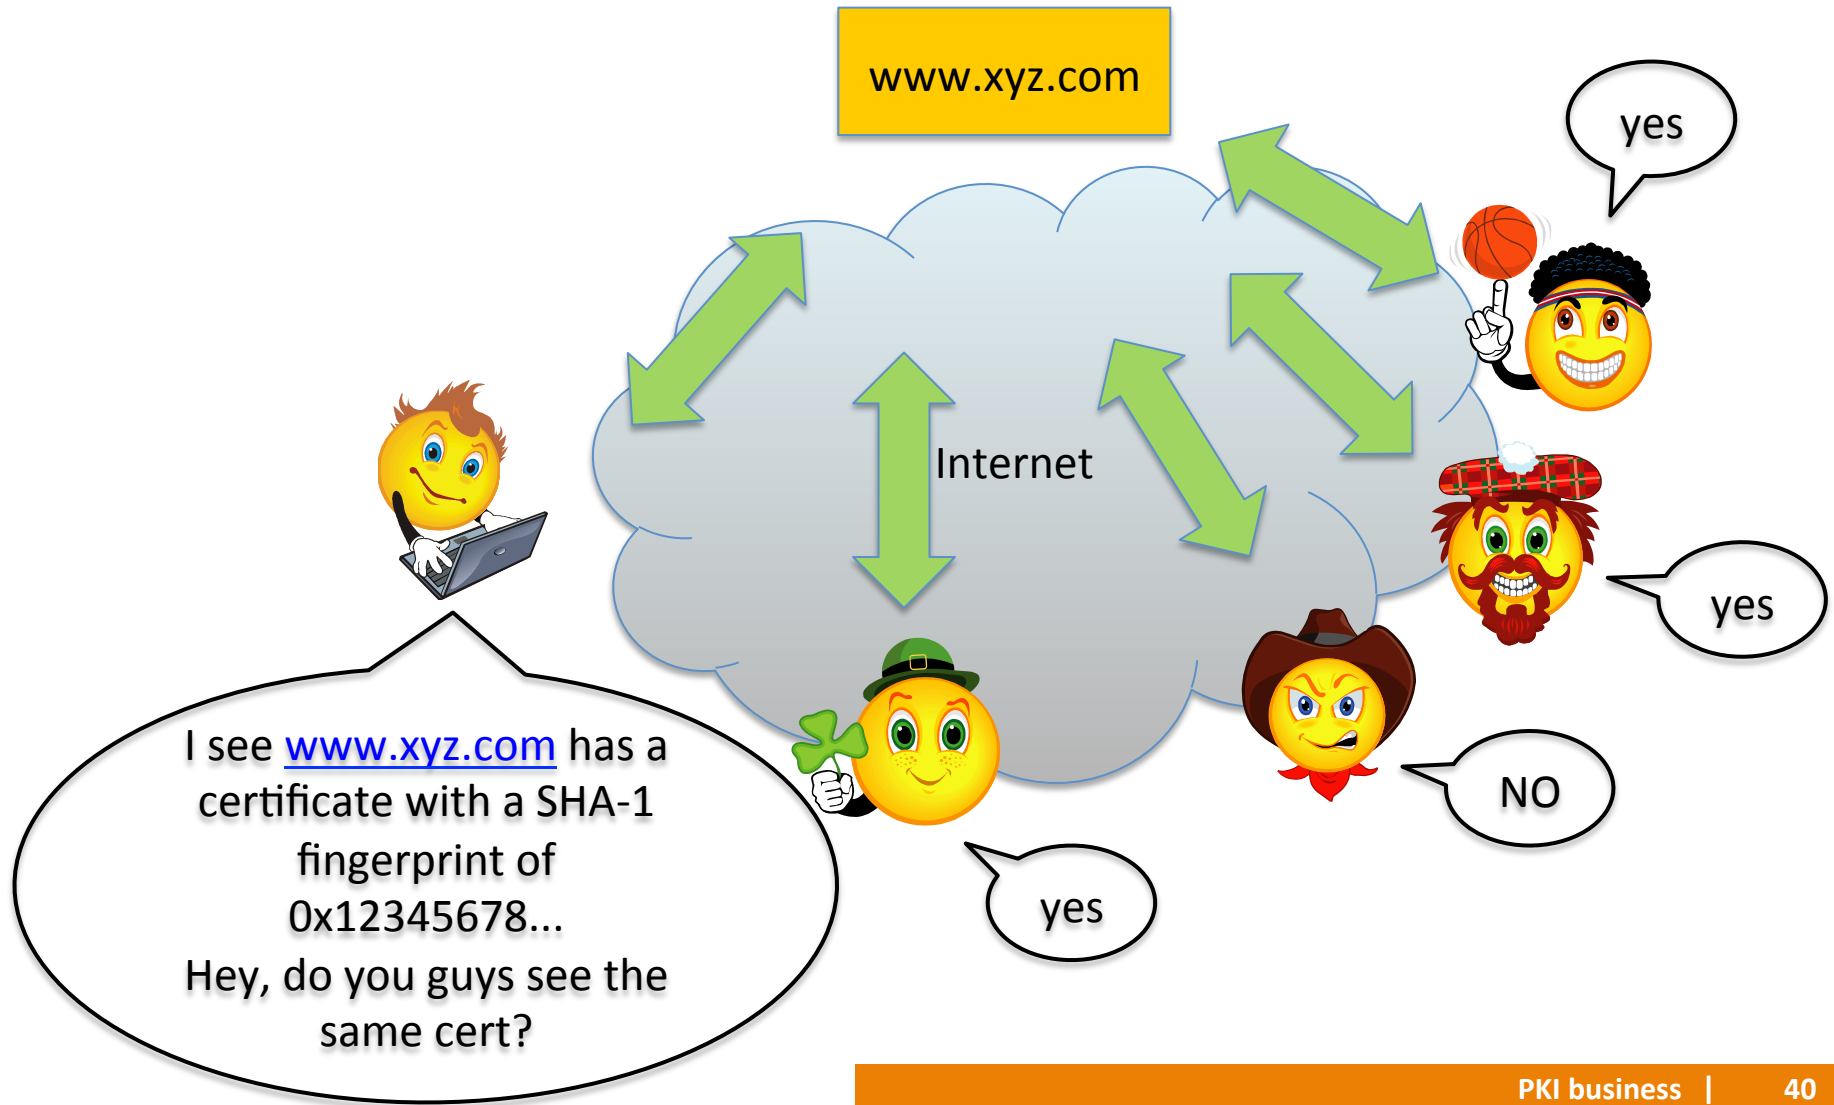 www.xyz.com
yes
Internet
yes
I see www.xyz.com has a
certificate with a SHA-1
fingerprint of
0x12345678...
Hey, do you guys see the
same cert?
NO
yes
PKI business | 40